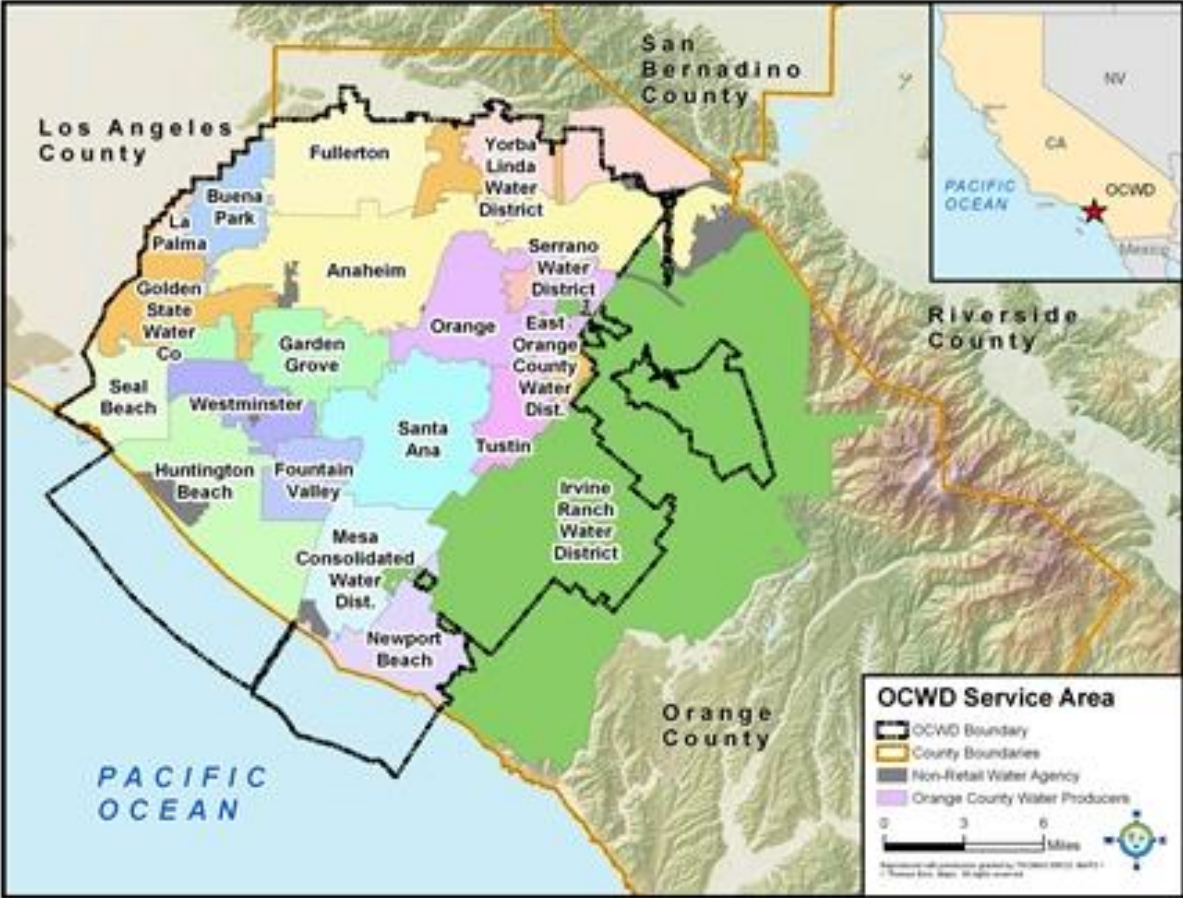 San
Bernadino
County
Los Angeles
County
NV
CA
PACIFIC
OCEAN
OCWD
Mexico
Fullerton
Yorba
Linda
Water
District
Buena
Park
La
Palma
Anaheim
Serrano
Water
District
Golden
State
Water
Co
Orange
East
Orange
County
Water
Dist.
Riverside
County
Garden
Grove
Seal
Beach
Westminster
Santa
Ana
Tustin
Huntington
Beach
Fountain
Valley
Irvine
Ranch
Water
District
Mesa
Consolidated
Water
Dist.
Newport
Beach
Orange
County
PACIFIC
OCEAN
OCWD Service Area
OCWD Boundary
County Boundaries
Non-Retail Water Agency
Orange County Water Producers
0 3 6
Miles